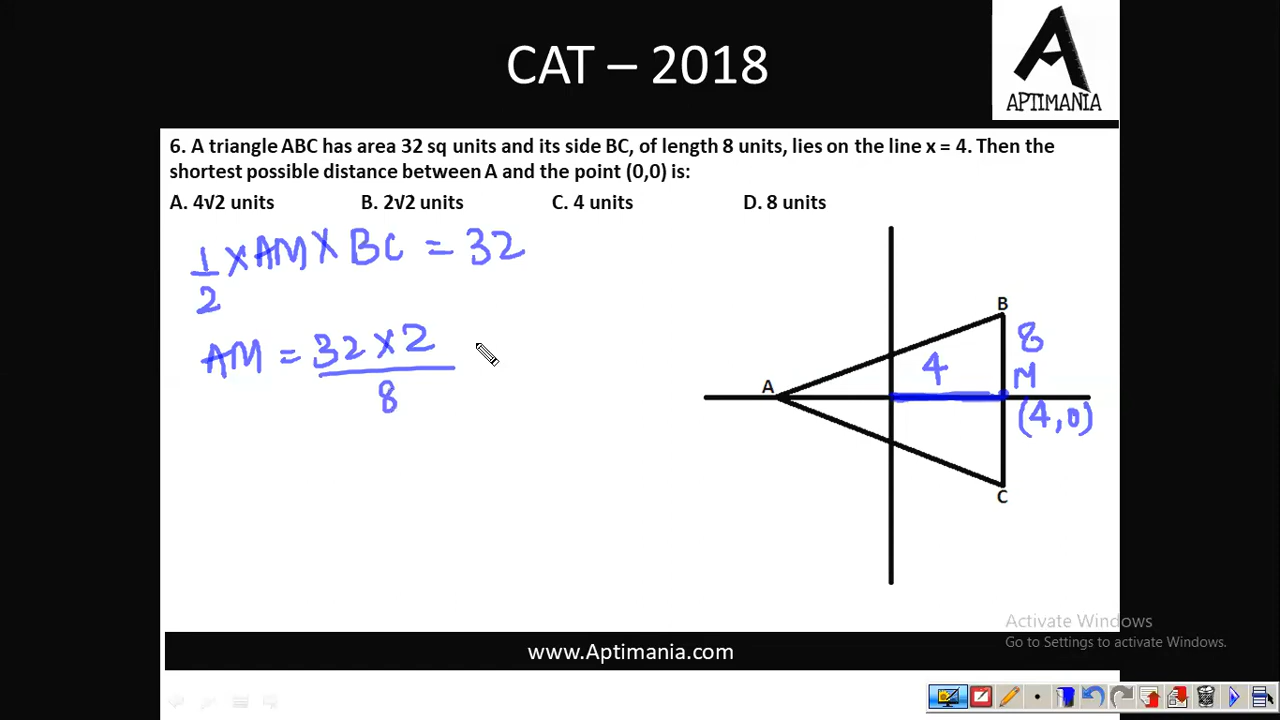 CAT – 2018
APTIMANIA
6. A triangle ABC has area 32 sq units and its side BC, of length 8 units, lies on the line x = 4. Then the
shortest possible distance between A and the point (0,0) is:
A. 4√2 units B. 2√2 units C. 4 units D. 8 units
1/2 × AM × BC = 32
AM = 32 × 2 / 8
B
8
4
M
A
(4,0)
C
Activate Windows
Go to Settings to activate Windows.
www.Aptimania.com